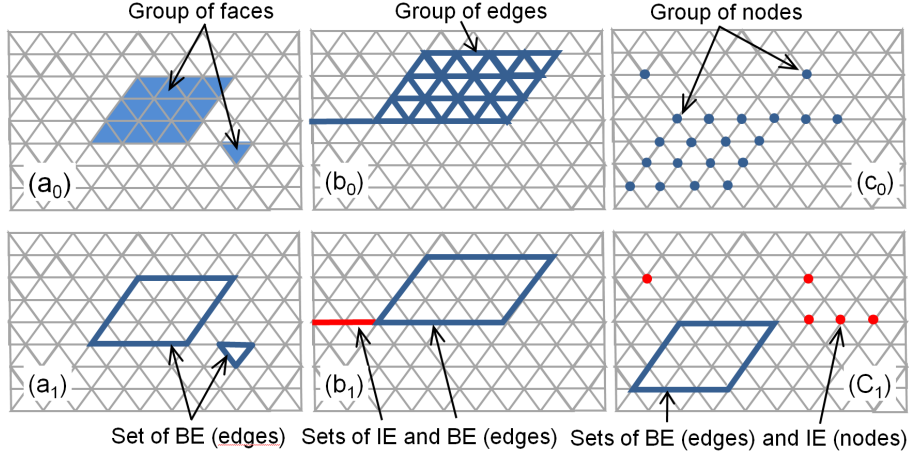 Group of faces
Group of edges
Group of nodes
(a0)
(b0)
(c0)
(a1)
(b1)
(C1)
Set of BE (edges)
Sets of IE and BE (edges)
Sets of BE (edges) and IE (nodes)